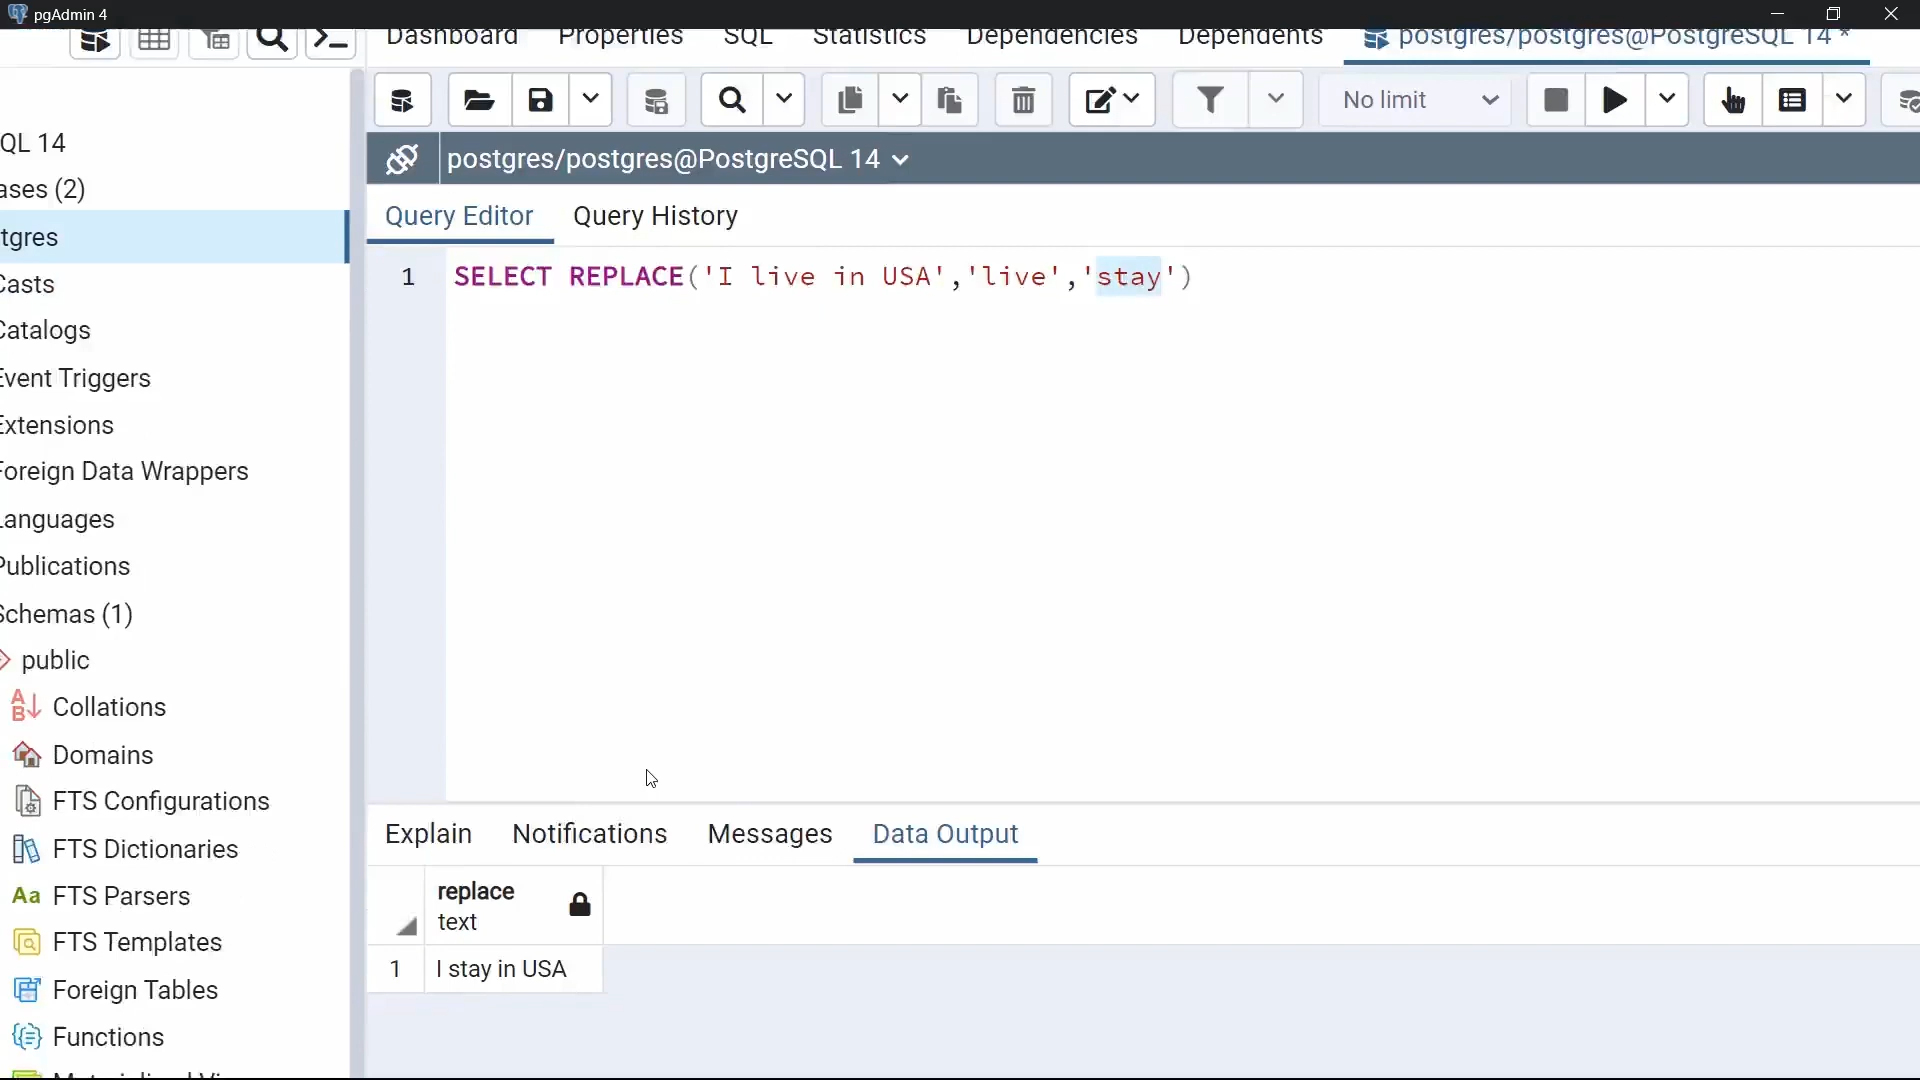 pgAdmin 4
Dashboard Properties SQL Statistics Dependencies Dependents postgres/postgres@PostgreSQL 14 *
No limit
QL 14
postgres/postgres@PostgreSQL 14
ases (2)
Query Editor Query History
tgres
1 SELECT REPLACE('I live in USA','live','stay')
Casts
Catalogs
Event Triggers
Extensions
Foreign Data Wrappers
Languages
Publications
Schemas (1)
public
Collations
Domains
FTS Configurations
Explain Notifications Messages Data Output
FTS Dictionaries
replace
text
Aa FTS Parsers
FTS Templates
1 I stay in USA
Foreign Tables
Functions